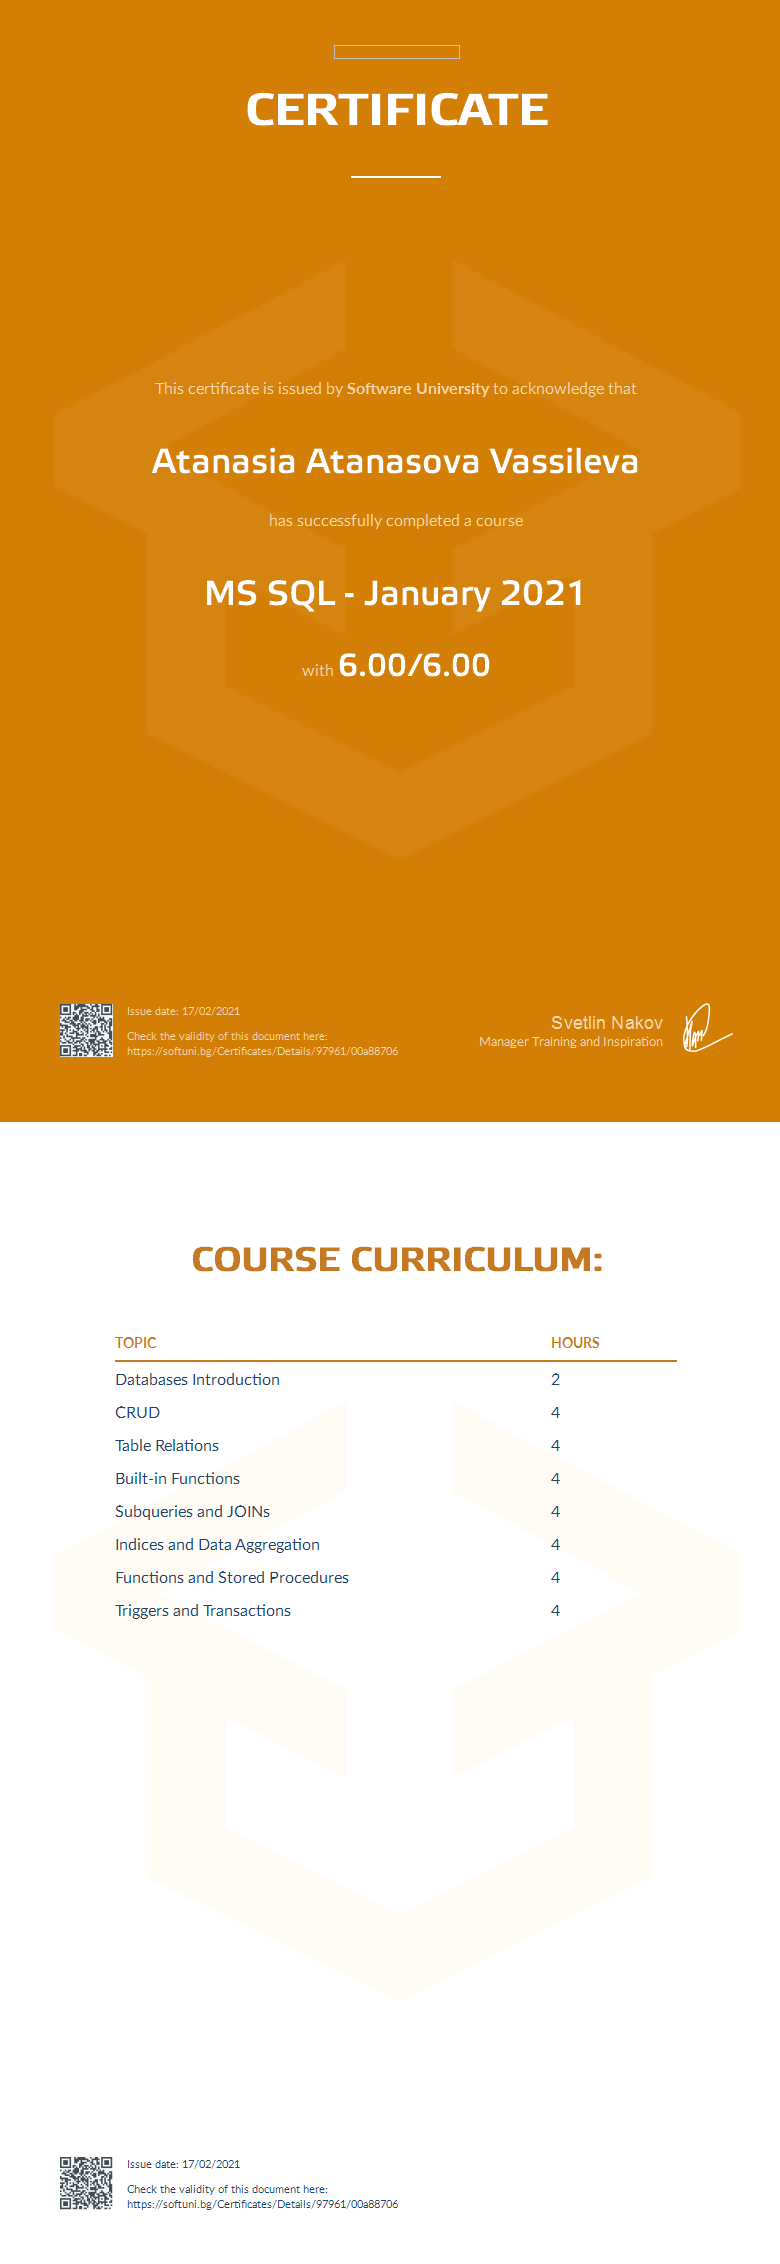 CERTIFICATE
This certificate is issued by Software University to acknowledge that
Atanasia Atanasova Vassileva
has successfully completed a course
MS SQL - January 2021
with 6.00/6.00
Issue date: 17/02/2021
Check the validity of this document here:
https://softuni.bg/Certificates/Details/97961/00a88706
Svetlin Nakov
Manager Training and Inspiration
COURSE CURRICULUM:
TOPIC HOURS
Databases Introduction 2
CRUD 4
Table Relations 4
Built-in Functions 4
Subqueries and JOINs 4
Indices and Data Aggregation 4
Functions and Stored Procedures 4
Triggers and Transactions 4
Issue date: 17/02/2021
Check the validity of this document here:
https://softuni.bg/Certificates/Details/97961/00a88706